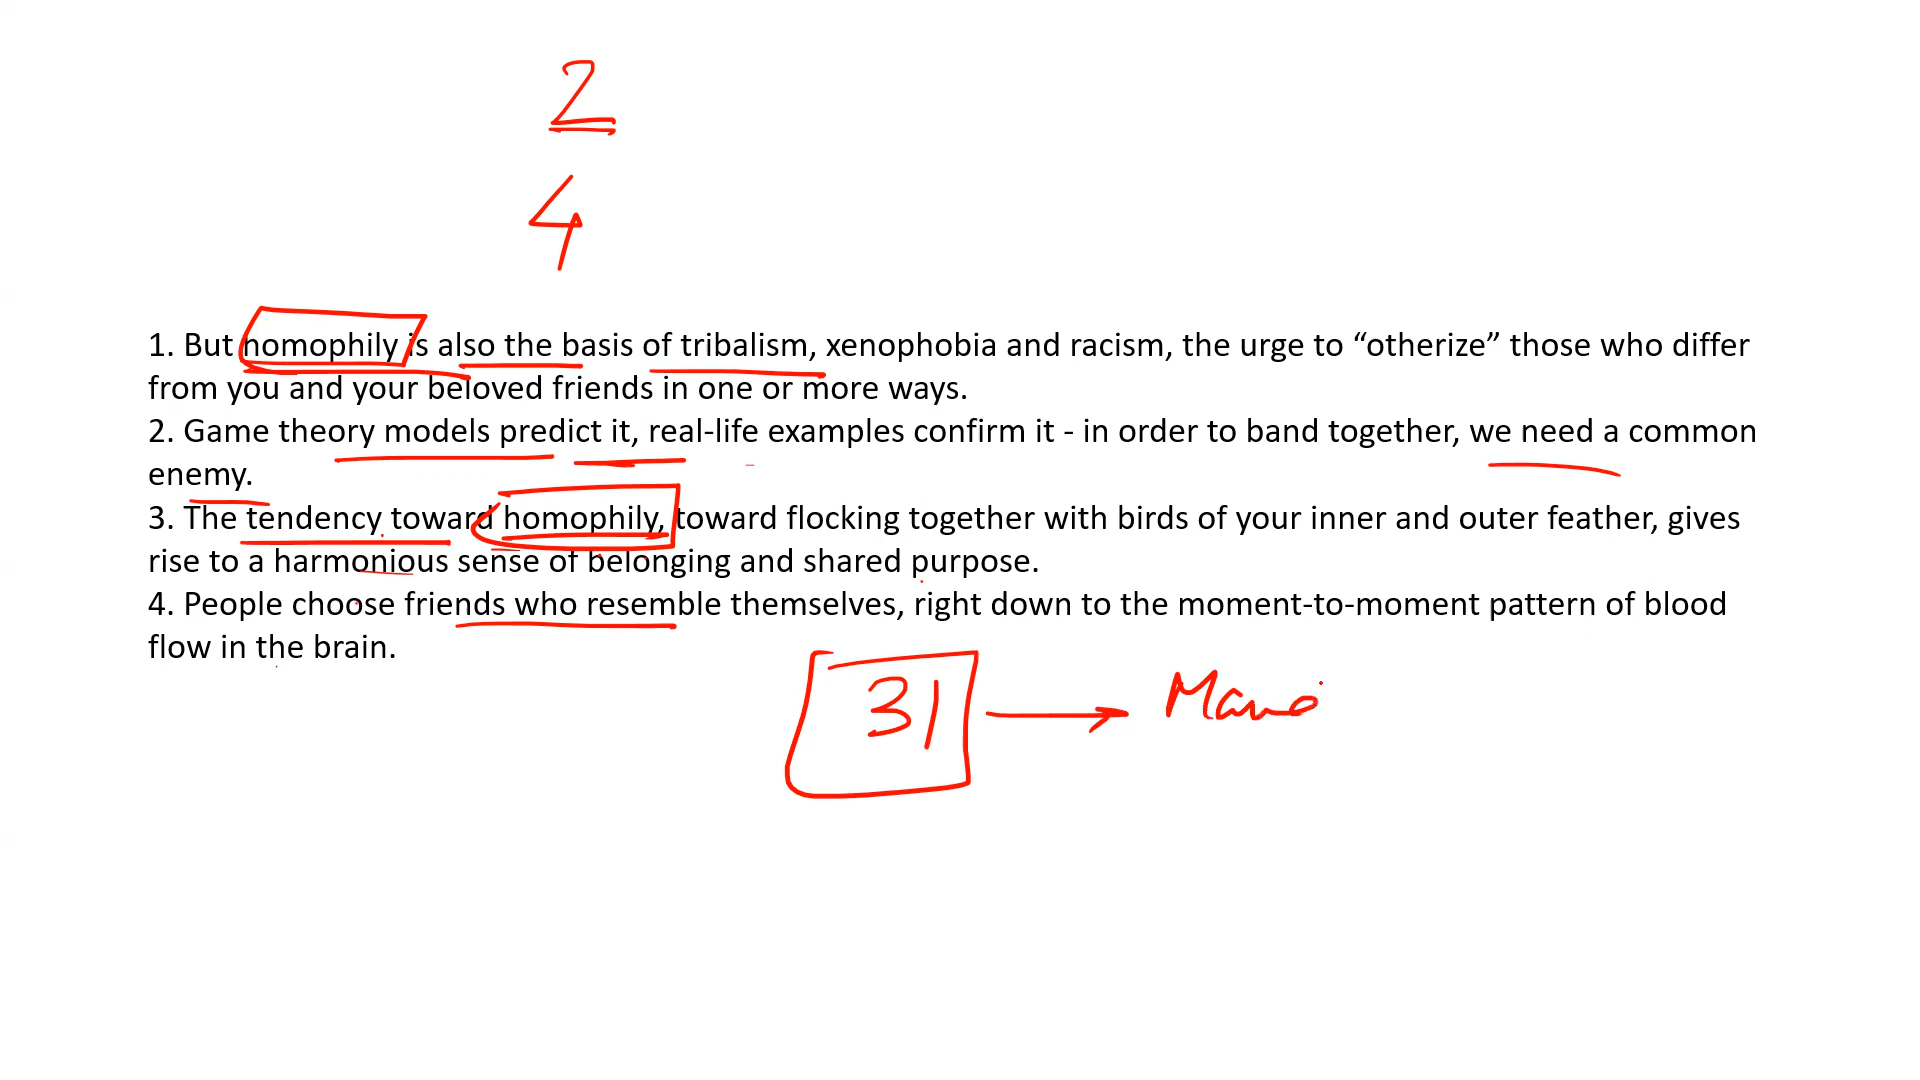 2
4
1. But homophily is also the basis of tribalism, xenophobia and racism, the urge to “otherize” those who differ
from you and your beloved friends in one or more ways.
2. Game theory models predict it, real-life examples confirm it - in order to band together, we need a common
enemy.
3. The tendency toward homophily, toward flocking together with birds of your inner and outer feather, gives
rise to a harmonious sense of belonging and shared purpose.
4. People choose friends who resemble themselves, right down to the moment-to-moment pattern of blood
flow in the brain.
31